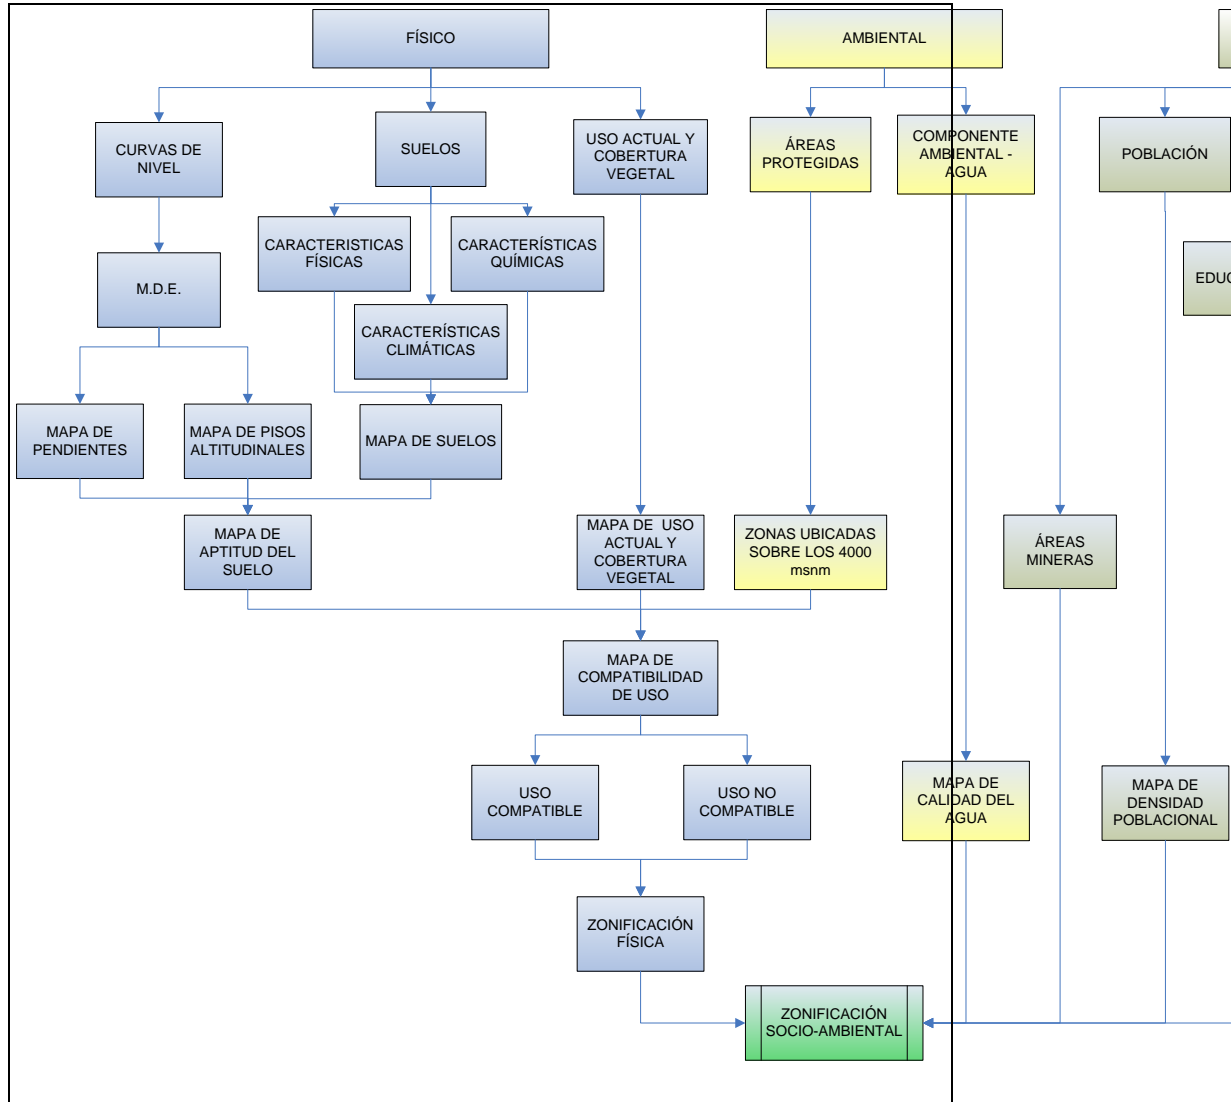 FÍSICO
AMBIENTAL
CURVAS DE
NIVEL
SUELOS
USO ACTUAL Y
COBERTURA
VEGETAL
ÁREAS
PROTEGIDAS
COMPONENTE
AMBIENTAL -
AGUA
POBLACIÓN
CARACTERISTICAS
FÍSICAS
CARACTERÍSTICAS
QUÍMICAS
M.D.E.
EDUC
CARACTERÍSTICAS
CLIMÁTICAS
MAPA DE
PENDIENTES
MAPA DE PISOS
ALTITUDINALES
MAPA DE SUELOS
MAPA DE
APTITUD DEL
SUELO
MAPA DE USO
ACTUAL Y
COBERTURA
VEGETAL
ZONAS UBICADAS
SOBRE LOS 4000
msnm
ÁREAS
MINERAS
MAPA DE
COMPATIBILIDAD
DE USO
USO
COMPATIBLE
USO NO
COMPATIBLE
MAPA DE
CALIDAD DEL
AGUA
MAPA DE
DENSIDAD
POBLACIONAL
ZONIFICACIÓN
FÍSICA
ZONIFICACIÓN
SOCIO-AMBIENTAL